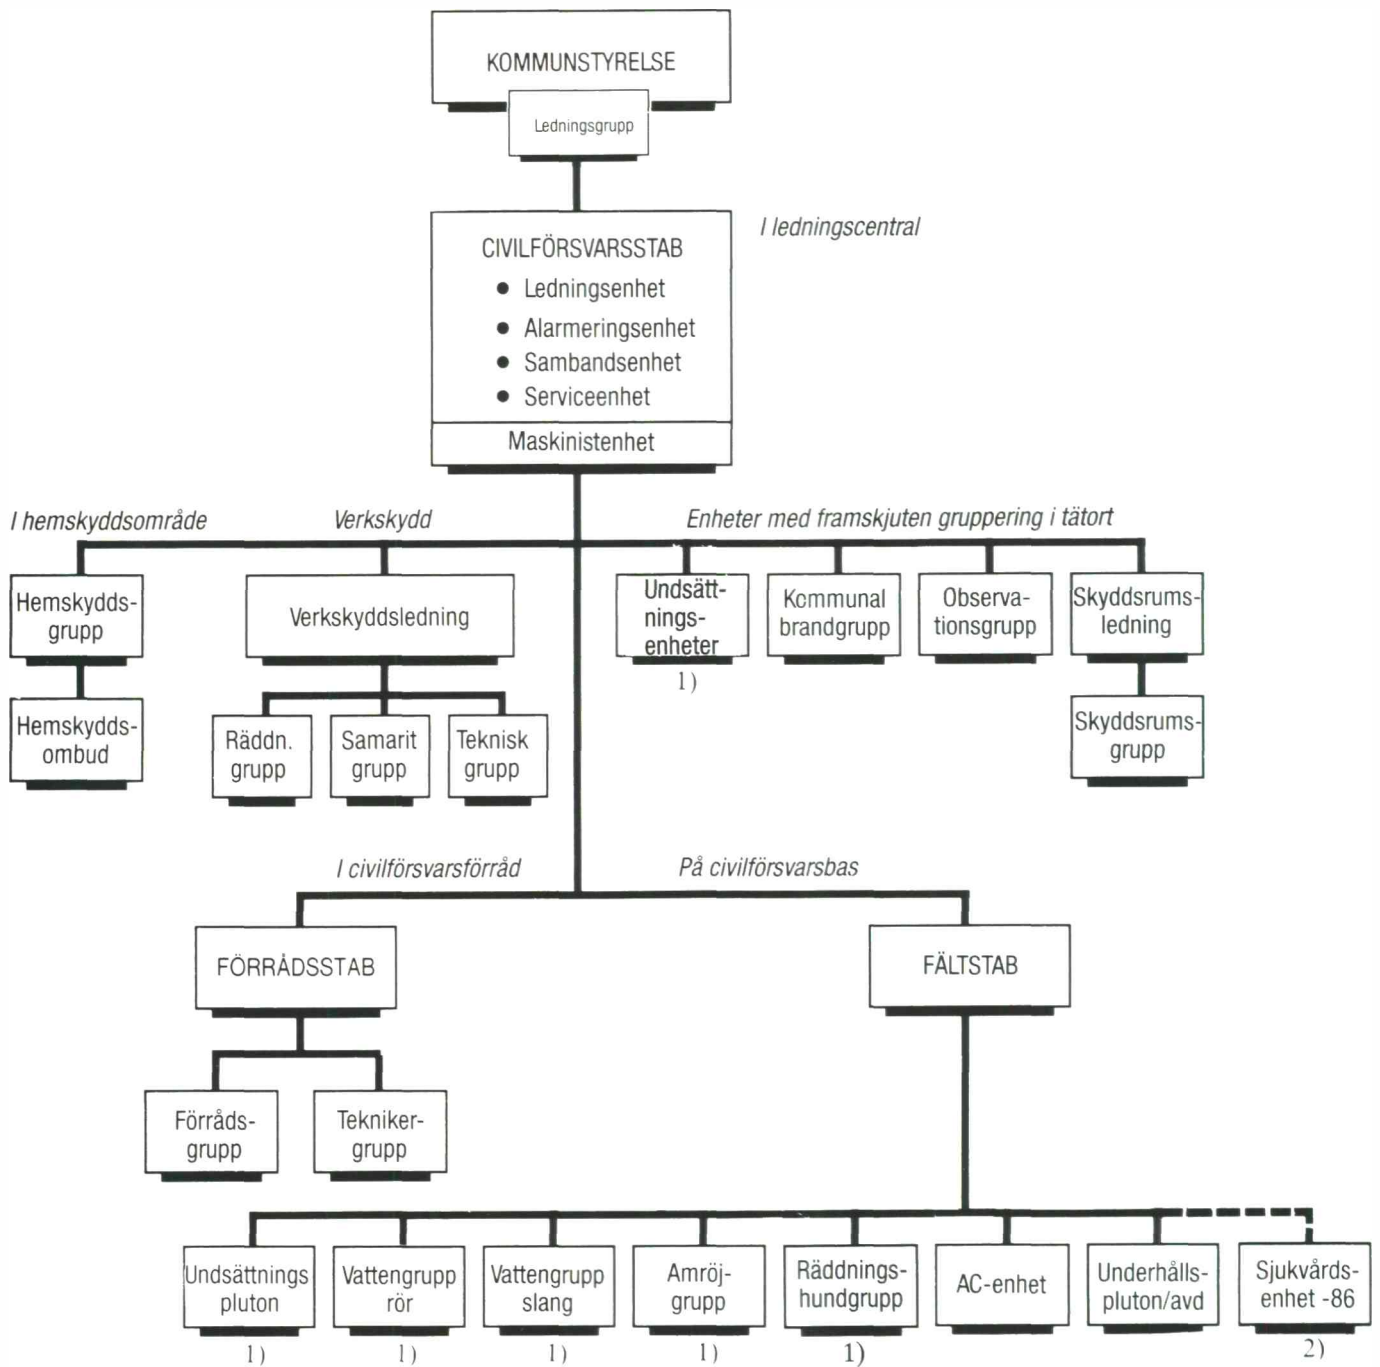 KOMMUNSTYRELSE
Ledningsgrupp
I ledningscentral
CIVILFÖRSVARSSTAB
● Ledningsenhet
● Alarmeringsenhet
● Sambandsenhet
● Serviceenhet
Maskinistenhet
I hemskyddsområde
Verkskydd
Enheter med framskjuten gruppering i tätort
Hemskydds-
grupp
Verkskyddsledning
Undsätt-
nings-
enheter
1)
Kommunal
brandgrupp
Observa-
tionsgrupp
Skyddsrums-
ledning
Hemskydds-
ombud
Räddn.
grupp
Samarit
grupp
Teknisk
grupp
Skyddsrums-
grupp
I civilförsvarsförråd
På civilförsvarsbas
FÖRRÅDSSTAB
FÄLTSTAB
Förråds-
grupp
Tekniker-
grupp
Undsättnings
pluton
1)
Vattengrupp
rör
1)
Vattengrupp
slang
1)
Amröj-
grupp
1)
Räddnings-
hundgrupp
1)
AC-enhet
Underhålls-
pluton/avd
Sjukvårds-
enhet -86
2)